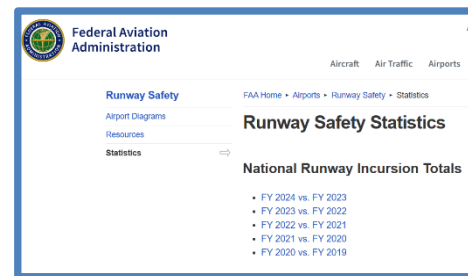 Federal Aviation
Administration
Aircraft Air Traffic Airports
Runway Safety
Airport Diagrams
Resources
Statistics
FAA Home ▸ Airports ▸ Runway Safety ▸ Statistics
Runway Safety Statistics
National Runway Incursion Totals
• FY 2024 vs. FY 2023
• FY 2023 vs. FY 2022
• FY 2022 vs. FY 2021
• FY 2021 vs. FY 2020
• FY 2020 vs. FY 2019